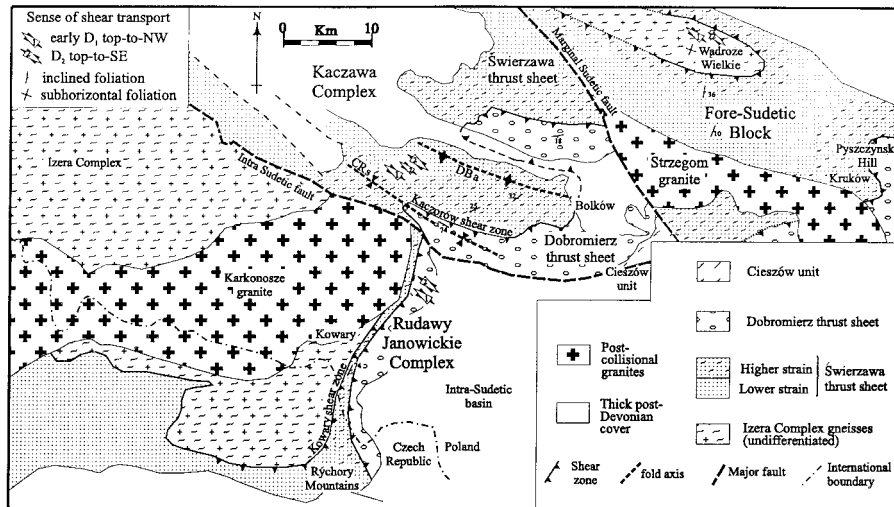 Sense of shear transport
early D₁ top-to-NW
D₂ top-to-SE
inclined foliation
subhorizontal foliation
N
0 Km 10
Kaczawa
Complex
Świerzawa
thrust sheet
Marginal Sudetic fault
Wądroże
Wielkie
36
10
Fore-Sudetic
Block
Izera Complex
Intra Sudetic fault
CRs
DBa
18
Strzegom
granite
Pyszczynsk
Hill
Kruków
Kaczorów shear zone
Bolków
Dobromierz
thrust sheet
Cieszów
unit
Karkonosze
granite
Kowary
Rudawy
Janowickie
Complex
Kowary shear zone
Intra-Sudetic
basin
Czech
Republic
Poland
Rýchory
Mountains
Cieszów unit
Dobromierz thrust sheet
Post-
collisional
granites
Higher strain
Lower strain
Świerzawa
thrust sheet
Thick post-
Devonian
cover
Izera Complex gneisses
(undifferentiated)
Shear
zone
fold axis
Major fault
International
boundary